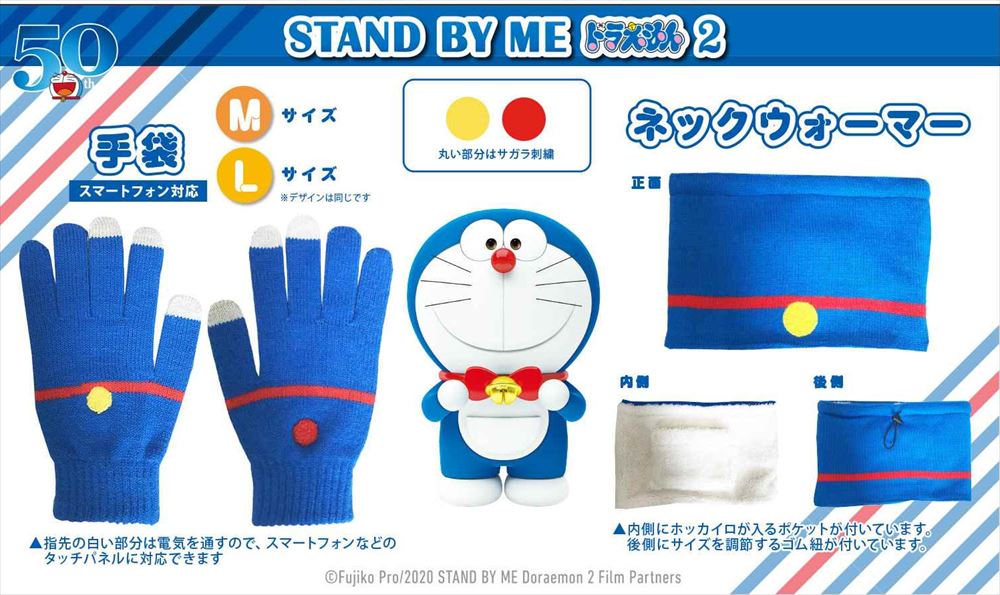 50th
STAND BY ME ドラえもん 2
手袋
スマートフォン対応
M サイズ
L サイズ
※デザインは同じです
丸い部分はサガラ刺繍
ネックウォーマー
正面
内側
後側
▲指先の白い部分は電気を通すので、スマートフォンなどの
タッチパネルに対応できます
▲内側にホッカイロが入るポケットが付いています。
後側にサイズを調節するゴム紐が付いています。
©Fujiko Pro/2020 STAND BY ME Doraemon 2 Film Partners